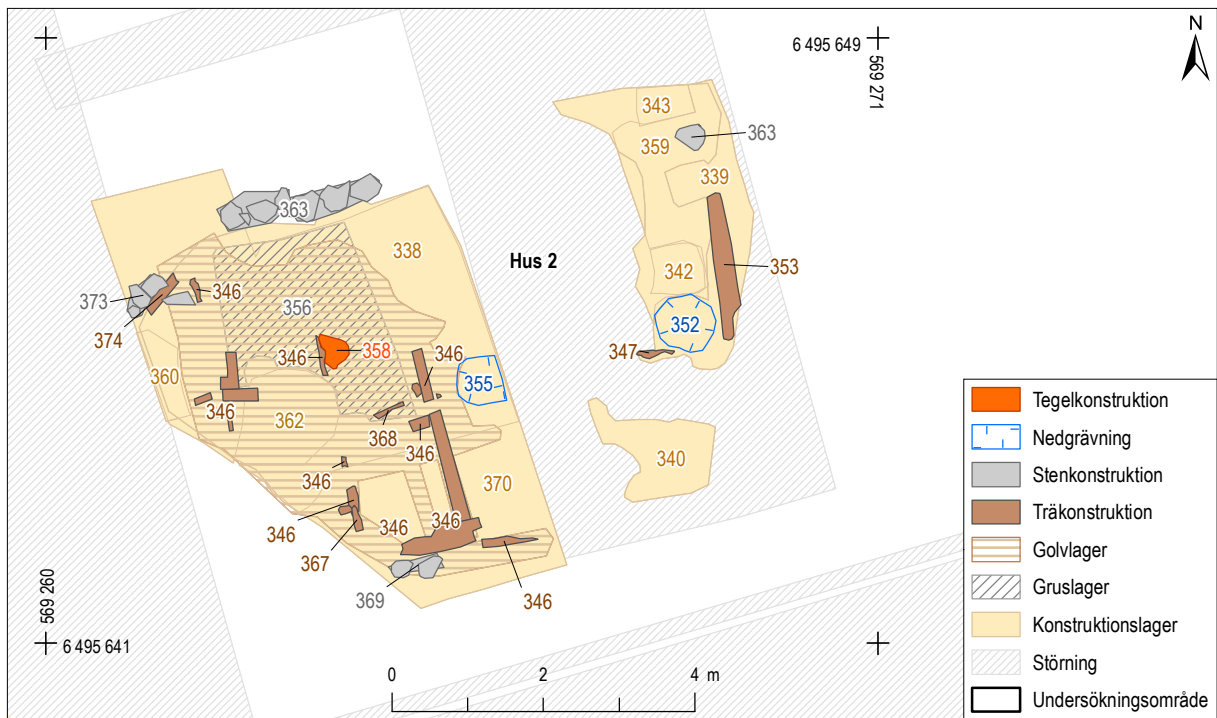 N
6 495 649
569 271
343
363
359
339
363
338
Hus 2
342
353
373
346
356
352
374
347
346
358
346
355
360
346
362
368
346
340
346
370
346
346
346
367
346
369
346
569 260
6 495 641
0 2 4 m
Tegelkonstruktion
Nedgrävning
Stenkonstruktion
Träkonstruktion
Golvlager
Gruslager
Konstruktionslager
Störning
Undersökningsområde